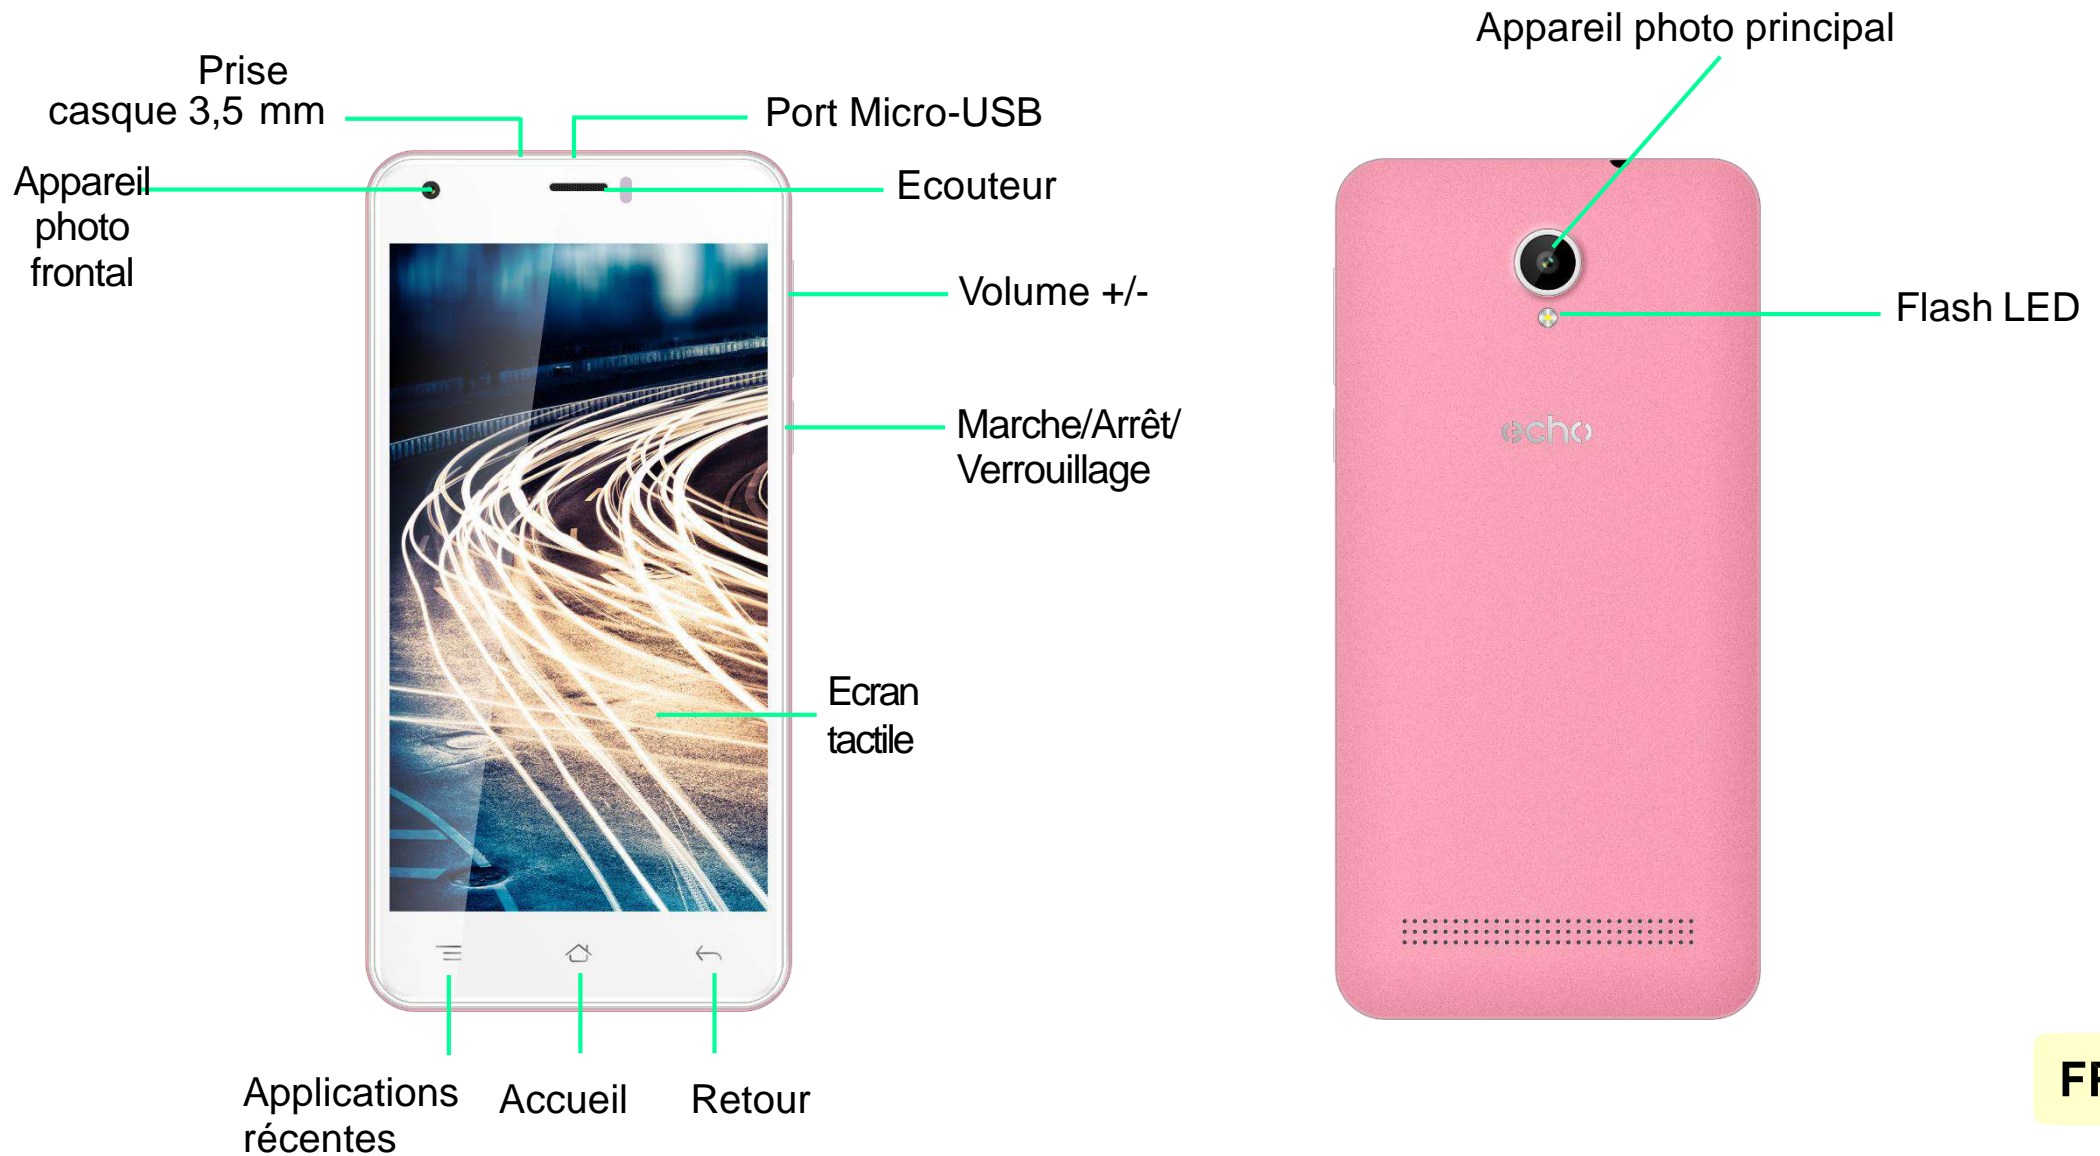 Appareil photo principal
Prise
casque 3,5 mm
Port Micro-USB
Appareil
photo
frontal
Ecouteur
Volume +/-
Flash LED
Marche/Arrêt/
Verrouillage
echo
Ecran
tactile
Applications
récentes
Accueil
Retour